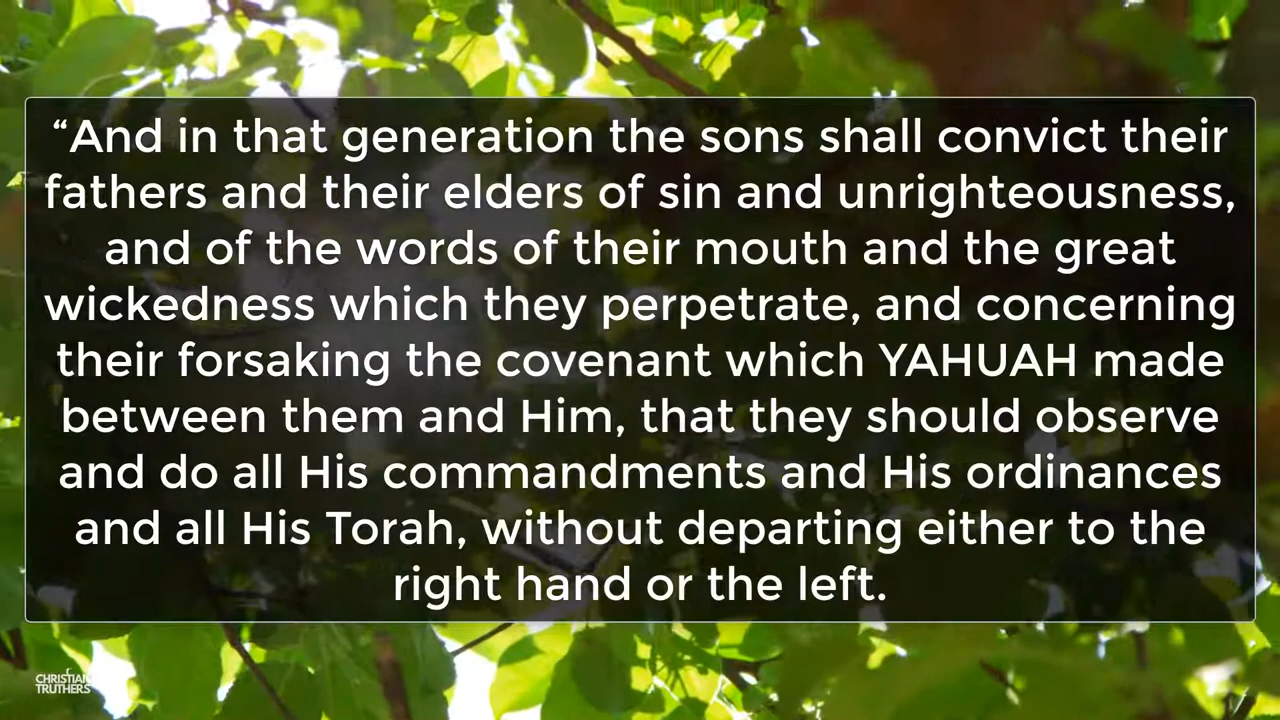 “And in that generation the sons shall convict their
fathers and their elders of sin and unrighteousness,
and of the words of their mouth and the great
wickedness which they perpetrate, and concerning
their forsaking the covenant which YAHUAH made
between them and Him, that they should observe
and do all His commandments and His ordinances
and all His Torah, without departing either to the
right hand or the left.
CHRISTIAN
TRUTHERS